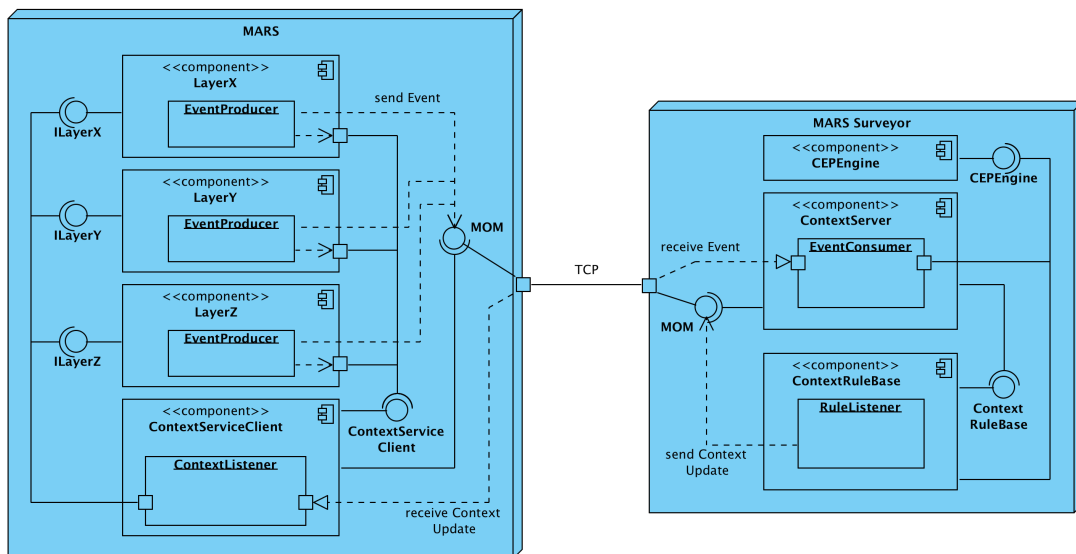 MARS
<<component>>
LayerX
EventProducer
send Event
ILayerX
<<component>>
LayerY
EventProducer
ILayerY
MOM
<<component>>
LayerZ
EventProducer
ILayerZ
<<component>>
ContextServiceClient
ContextService
Client
ContextListener
receive Context
Update
TCP
MARS Surveyor
<<component>>
CEPEngine
CEPEngine
<<component>>
ContextServer
receive Event
EventConsumer
MOM
<<component>>
ContextRuleBase
RuleListener
Context
RuleBase
send Context
Update